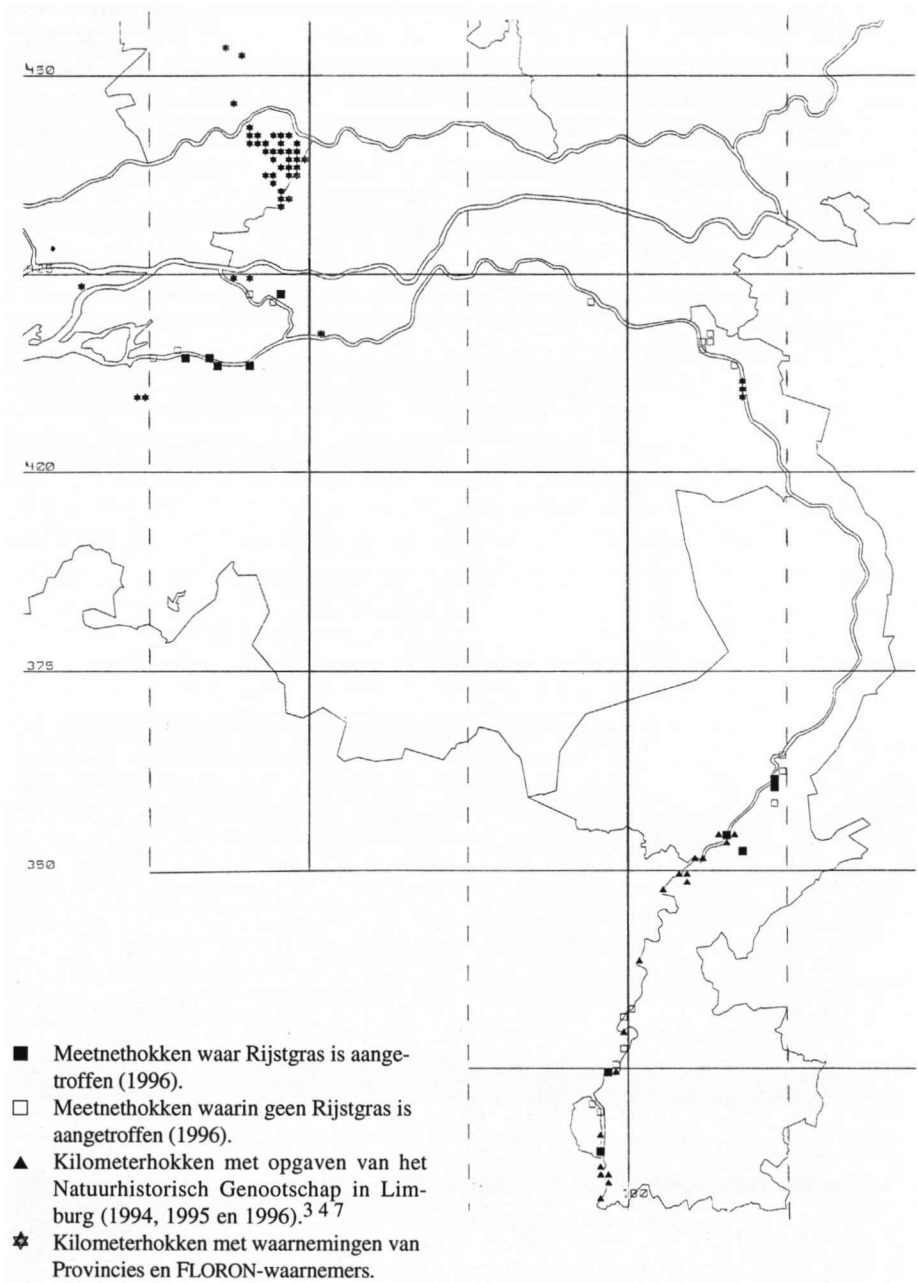 450
425
400
375
350
■ Meetnethokken waar Rijstgras is aange-
troffen (1996).
□ Meetnethokken waarin geen Rijstgras is
aangetroffen (1996).
▲ Kilometerhokken met opgaven van het
Natuurhistorisch Genootschap in Lim-
burg (1994, 1995 en 1996).3 4 7
Kilometerhokken met waarnemingen van
Provincies en FLORON-waarnemers.